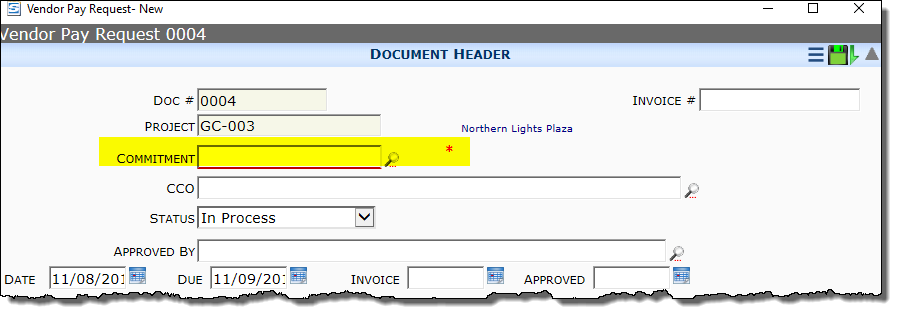 Vendor Pay Request- New
Vendor Pay Request 0004
DOCUMENT HEADER
DOC # 0004 INVOICE #
PROJECT GC-003 Northern Lights Plaza
COMMITMENT *
CCO
STATUS In Process
APPROVED BY
DATE 11/08/201 DUE 11/09/201 INVOICE APPROVED